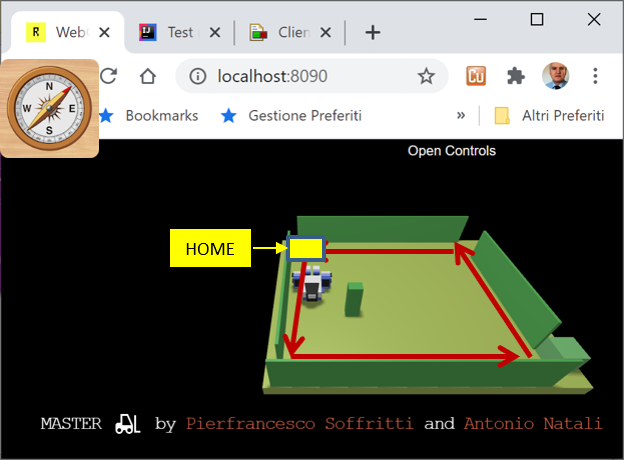 R Web
Test
Clien
localhost:8090
Cu
N
W E
S
Bookmarks Gestione Preferiti » Altri Preferiti
Open Controls
HOME
MASTER by Pierfrancesco Soffritti and Antonio Natali